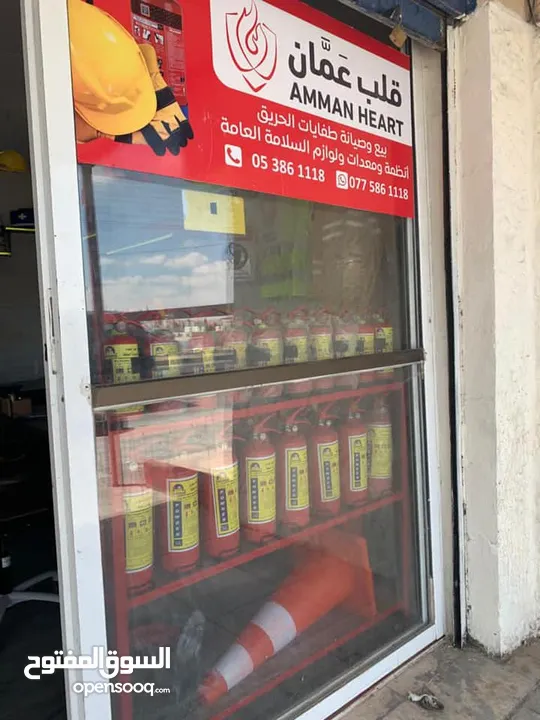 قلب عَمَّان
AMMAN HEART
بيع وصيانة طفايات الحريق
أنظمة ومعدات ولوازم السلامة العامة
05 386 1118 077 586 1118
السوق المفتوح
opensooq.com